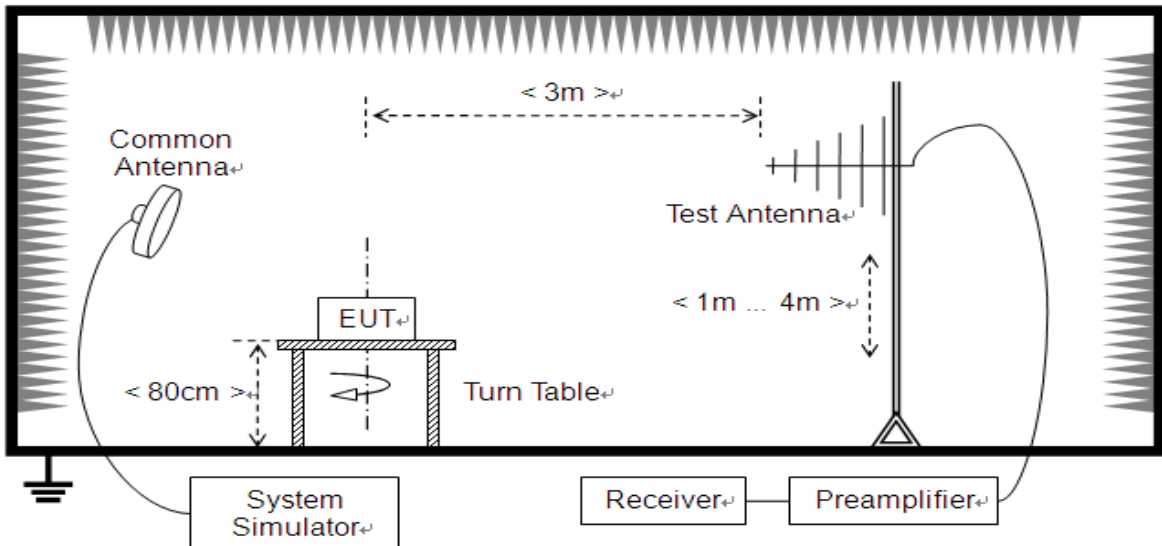 < 3m >↵
Common
Antenna↵
Test Antenna↵
< 1m ... 4m >↵
EUT↵
< 80cm >↵
Turn Table↵
System
Simulator↵
Receiver↵
Preamplifier↵